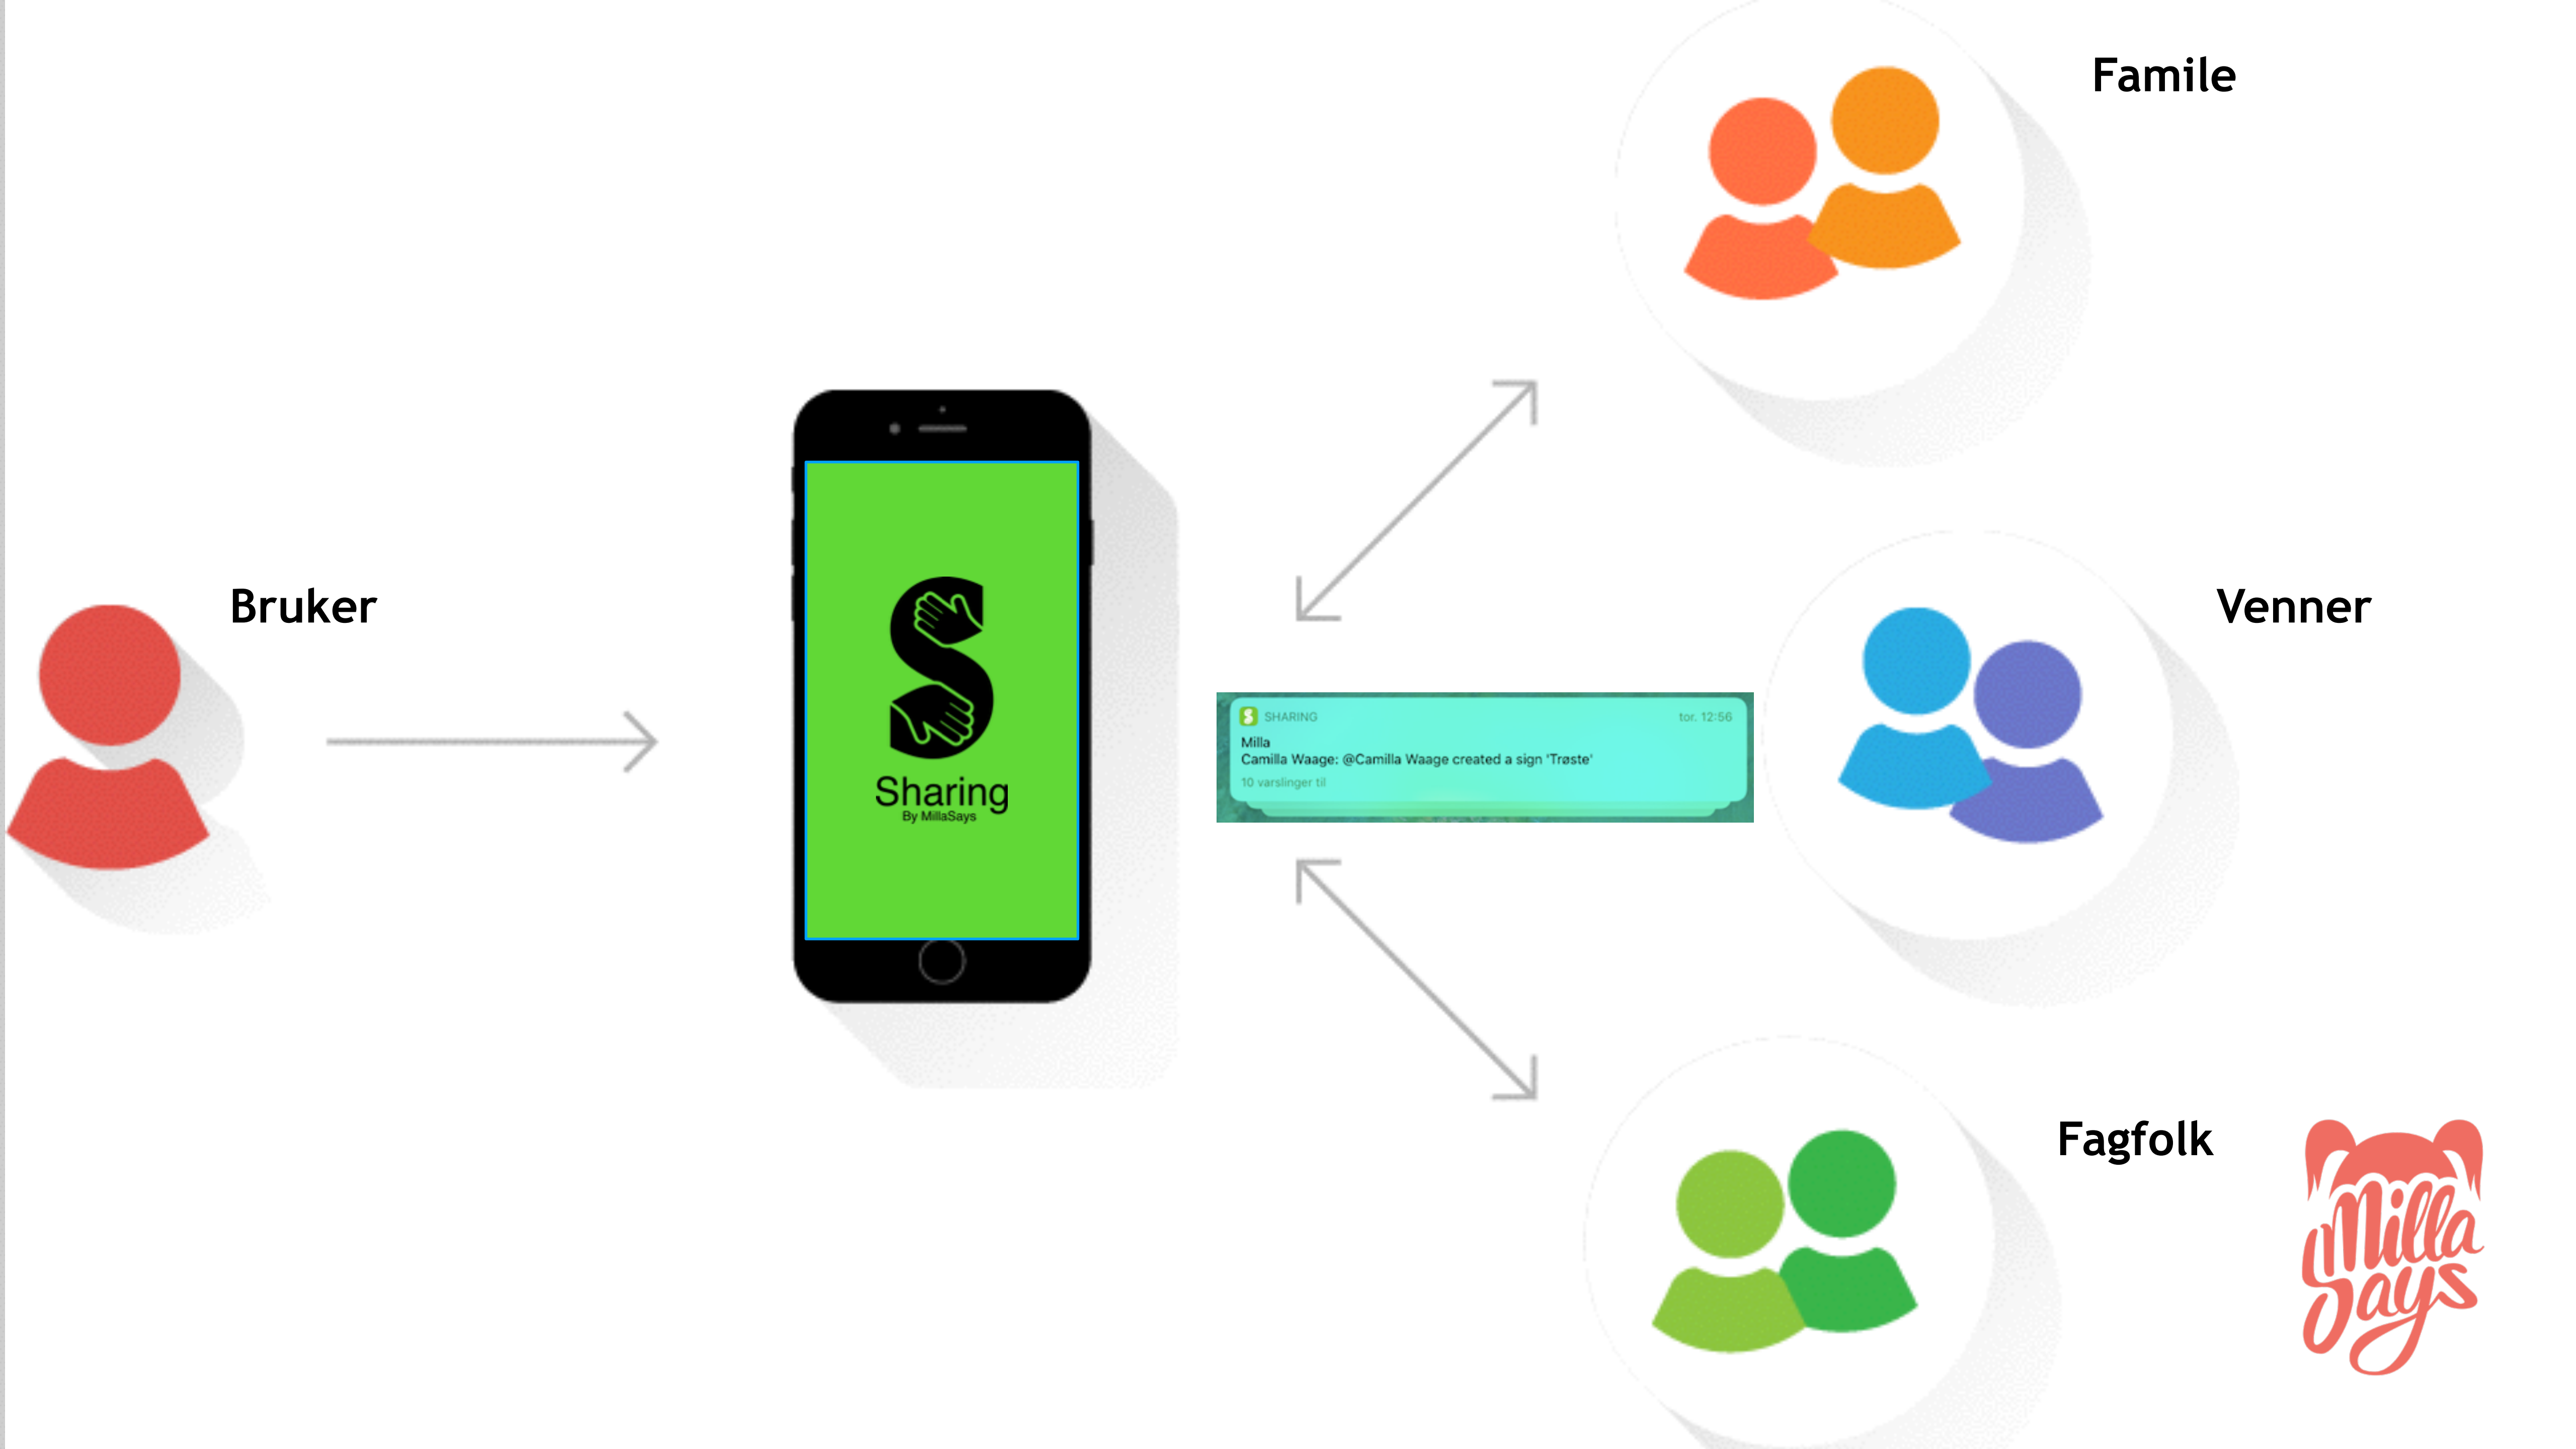 Famile
Bruker
Venner
Sharing
By MillaSays
SHARING tor. 12:56
Milla
Camilla Waage: @Camilla Waage created a sign 'Trøste'
10 varslinger til
Fagfolk
Milla
Says